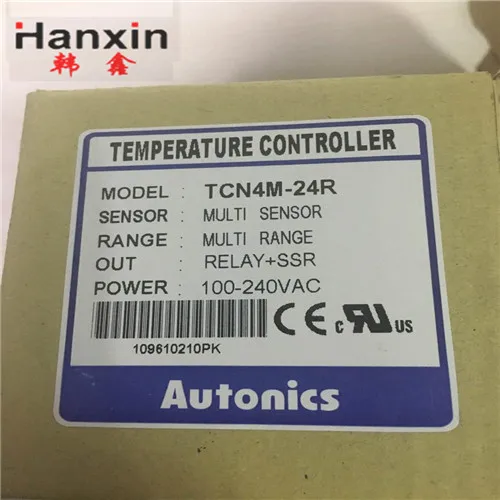 Hanxin
韩鑫
TEMPERATURE CONTROLLER
MODEL : TCN4M-24R
SENSOR : MULTI SENSOR
RANGE : MULTI RANGE
OUT : RELAY+SSR
POWER : 100-240VAC
109610210PK
CE c RU US
Autonics